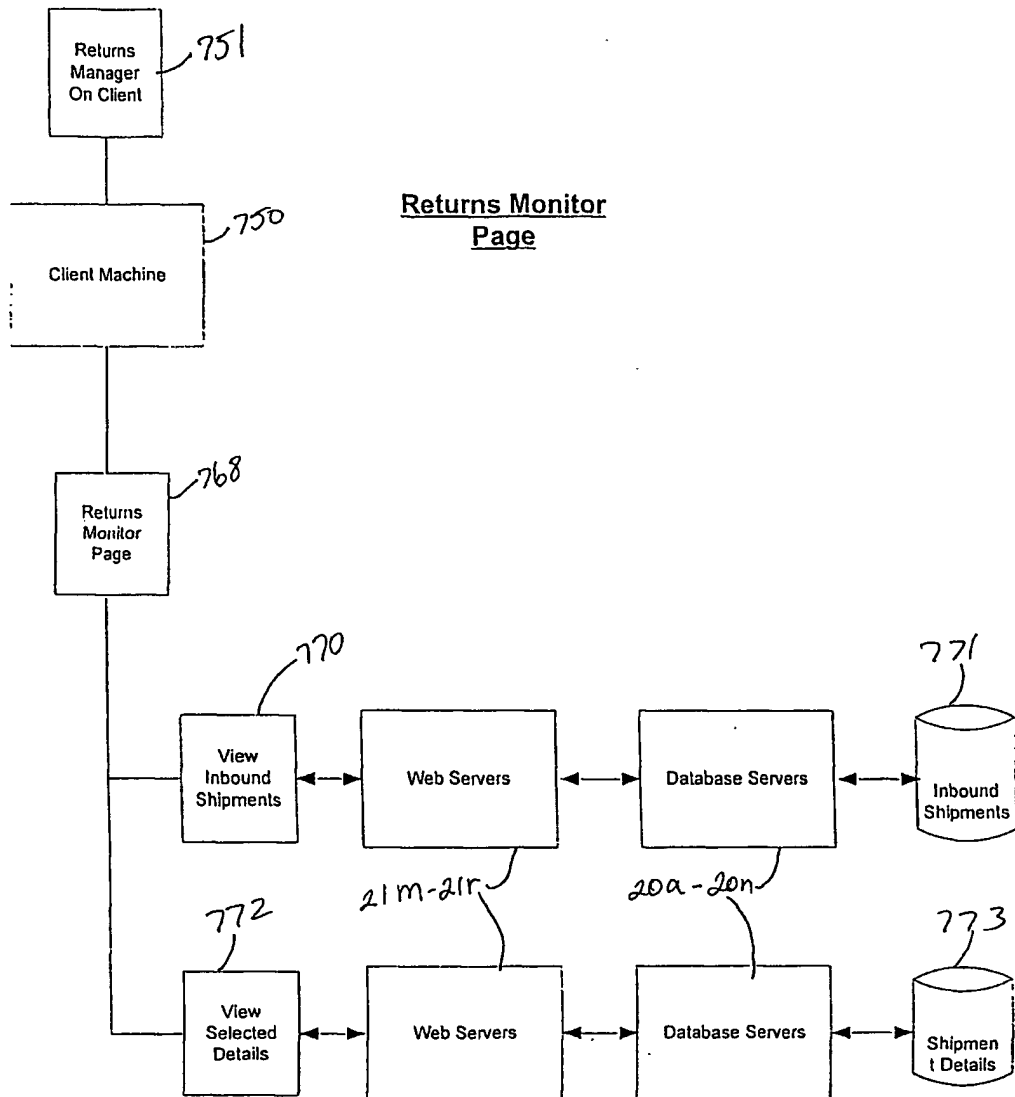 Returns
Manager
On Client
751
Returns Monitor
Page
750
Client Machine
768
Returns
Monitor
Page
770
771
View
Inbound
Shipments
Web Servers
Database Servers
Inbound
Shipments
21m-21r
20a-20n
772
773
View
Selected
Details
Web Servers
Database Servers
Shipmen
t Details